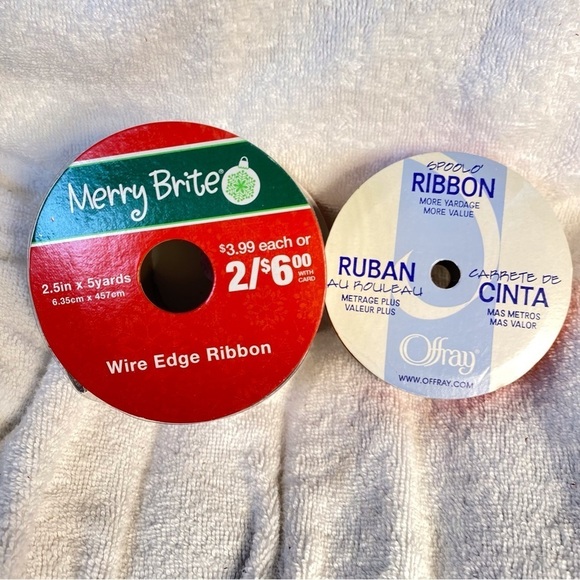 Merry Brite®
$3.99 each or
2/$6.00
WITH
CARD
2.5in x 5yards
6.35cm x 457cm
Wire Edge Ribbon
SPOOLO'
RIBBON
MORE YARDAGE
MORE VALUE
RUBAN
AU ROULEAU
METRAGE PLUS
VALEUR PLUS
CARRETE DE
CINTA
MAS METROS
MAS VALOR
Offray
WWW.OFFRAY.COM